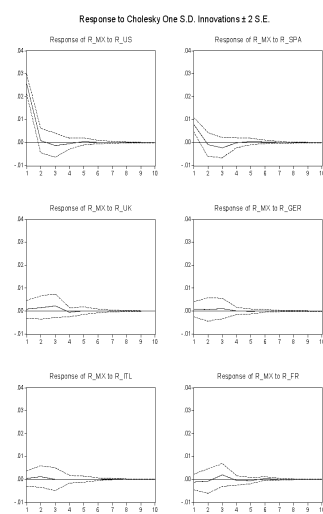 Response to Cholesky One S.D. Innovations ± 2 S.E.
Response of R_MX to R_US
.04
.03
.02
.01
.00
-.01
1 2 3 4 5 6 7 8 9 10
Response of R_MX to R_SPA
.04
.03
.02
.01
.00
-.01
1 2 3 4 5 6 7 8 9 10
Response of R_MX to R_UK
.04
.03
.02
.01
.00
-.01
1 2 3 4 5 6 7 8 9 10
Response of R_MX to R_GER
.04
.03
.02
.01
.00
-.01
1 2 3 4 5 6 7 8 9 10
Response of R_MX to R_ITL
.04
.03
.02
.01
.00
-.01
1 2 3 4 5 6 7 8 9 10
Response of R_MX to R_FR
.04
.03
.02
.01
.00
-.01
1 2 3 4 5 6 7 8 9 10